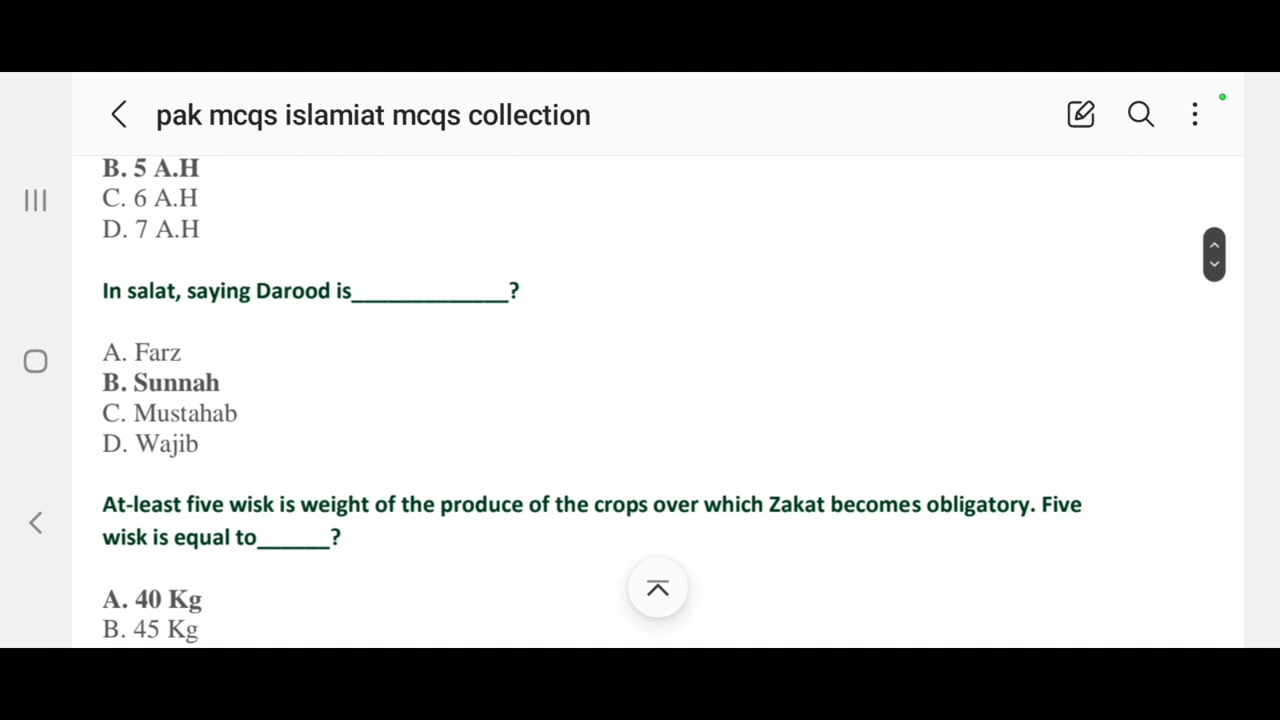 pak mcqs islamiat mcqs collection
B. 5 A.H
C. 6 A.H
D. 7 A.H
In salat, saying Darood is_____________?
A. Farz
B. Sunnah
C. Mustahab
D. Wajib
At-least five wisk is weight of the produce of the crops over which Zakat becomes obligatory. Five
wisk is equal to______?
A. 40 Kg
B. 45 Kg